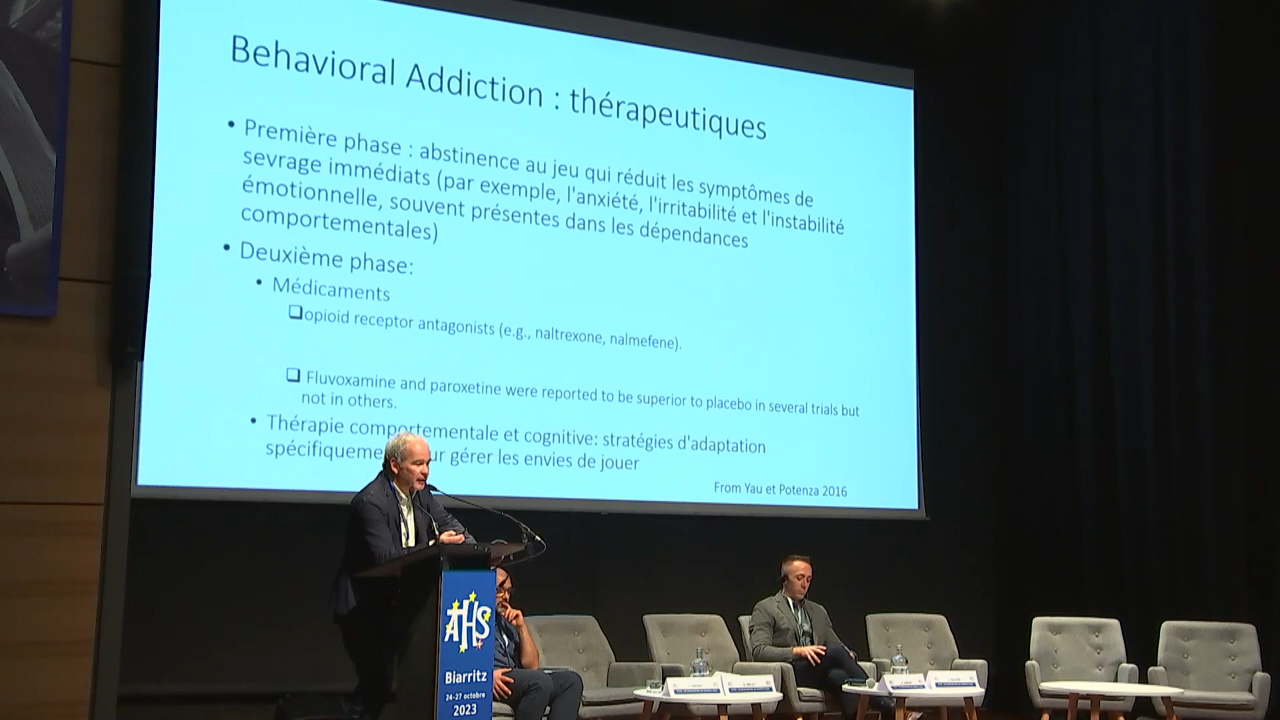 Behavioral Addiction : thérapeutiques
• Première phase : abstinence au jeu qui réduit les symptômes de
sevrage immédiats (par exemple, l'anxiété, l'irritabilité et l'instabilité
émotionnelle, souvent présentes dans les dépendances
comportementales)
• Deuxième phase:
• Médicaments
❑opioid receptor antagonists (e.g., naltrexone, nalmefene).
❑ Fluvoxamine and paroxetine were reported to be superior to placebo in several trials but
not in others.
• Thérapie comportementale et cognitive: stratégies d'adaptation
gérer les envies de jouer
From Yau et Potenza 2016
AHS
Biarritz
24-27 octobre
2023